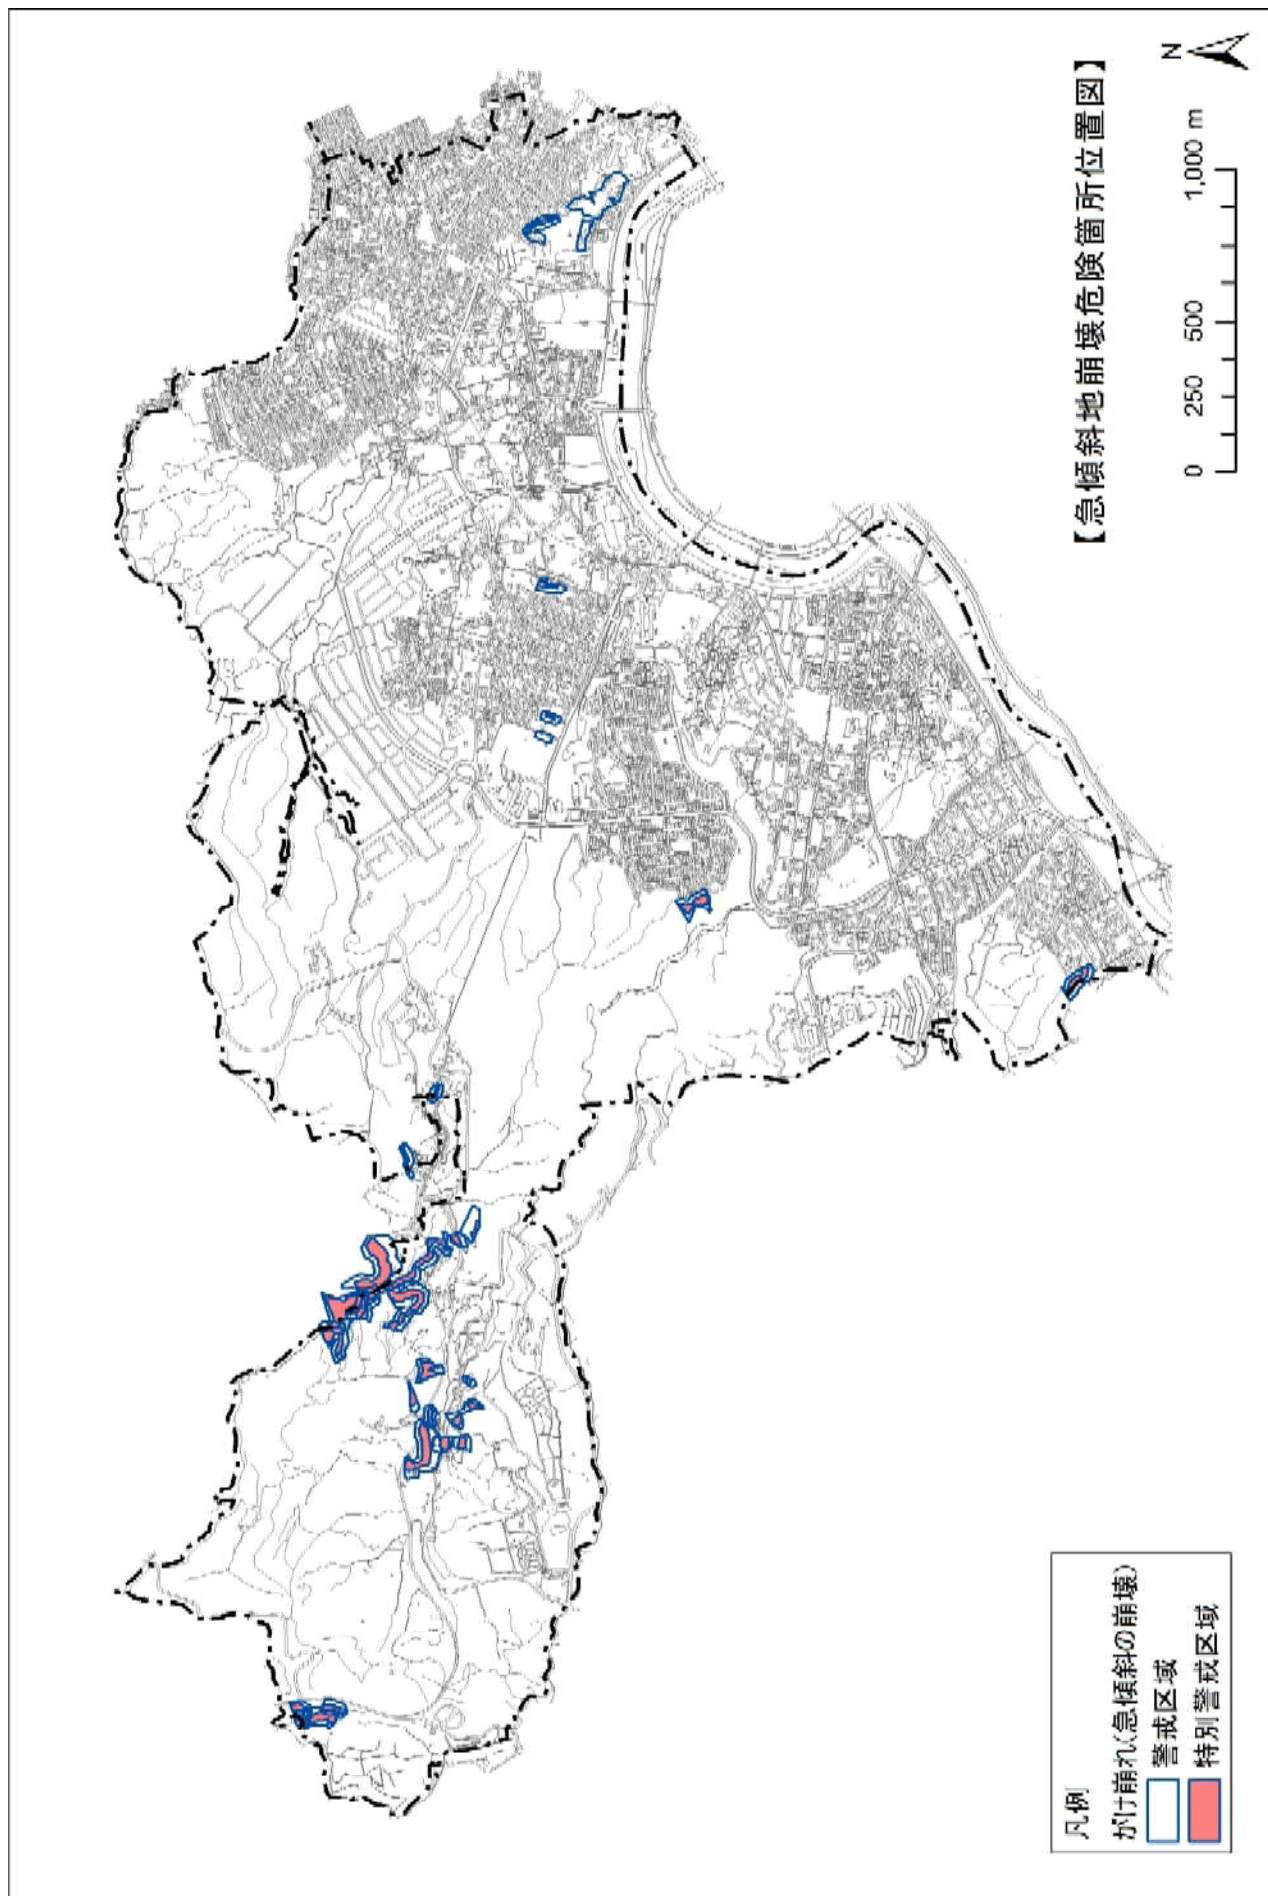 【急傾斜地崩壊危険箇所位置図】
N
0 250 500 1,000 m
凡例
がけ崩れ(急傾斜の崩壊)
警戒区域
特別警戒区域